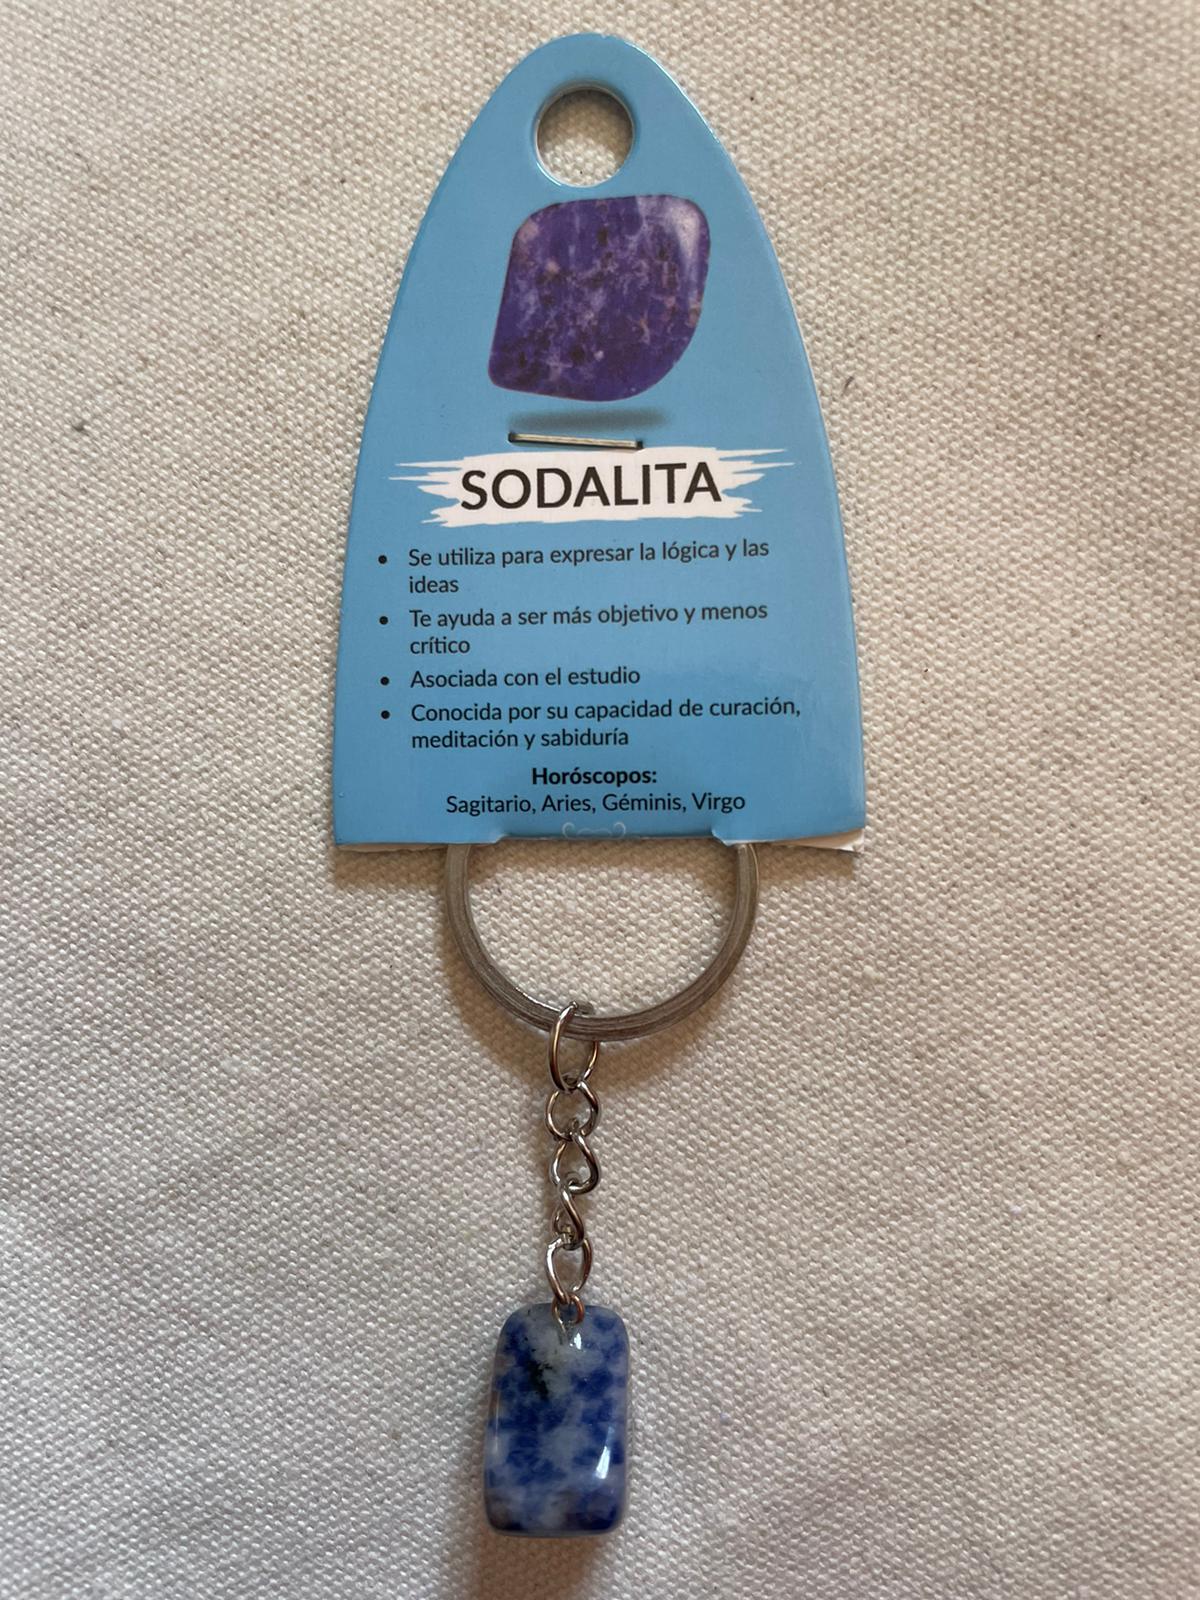 SODALITA
• Se utiliza para expresar la lógica y las
ideas
• Te ayuda a ser más objetivo y menos
crítico
• Asociada con el estudio
• Conocida por su capacidad de curación,
meditación y sabiduría
Horóscopos:
Sagitario, Aries, Géminis, Virgo